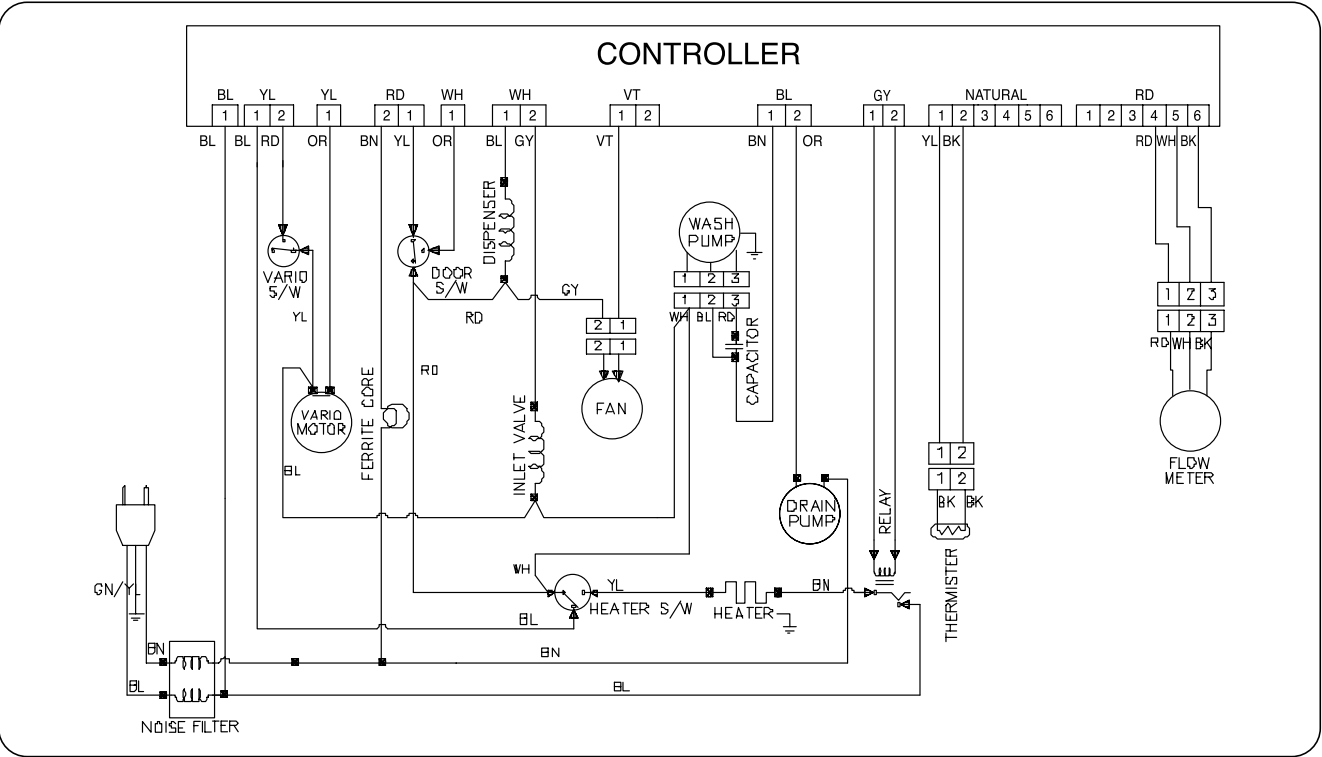 CONTROLLER
BL YL YL RD WH WH VT BL GY NATURAL RD
1 1 2 1 2 1 1 1 2 1 2 1 2 1 2 1 2 3 4 5 6 1 2 3 4 5 6
BL BL RD OR BN YL OR BL GY VT BN OR YL BK RD WH BK
DISPENSER
WASH
PUMP
VARIO
S/W
DOOR
S/W
1 2 3
GY
1 2 3
1 2 3
YL
RD
WH BL RD
1 2 3
2 1
2 1
RD WH BK
CAPACITOR
RD
FERRITE CORE
VARIO
MOTOR
INLET VALVE
FAN
BL
1 2
FLOW
METER
1 2
DRAIN
PUMP
RELAY
BK BK
THERMISTER
WH
GN/YL
YL
BN
HEATER S/W
HEATER
BL
BN
BN
BL
BL
NOISE FILTER